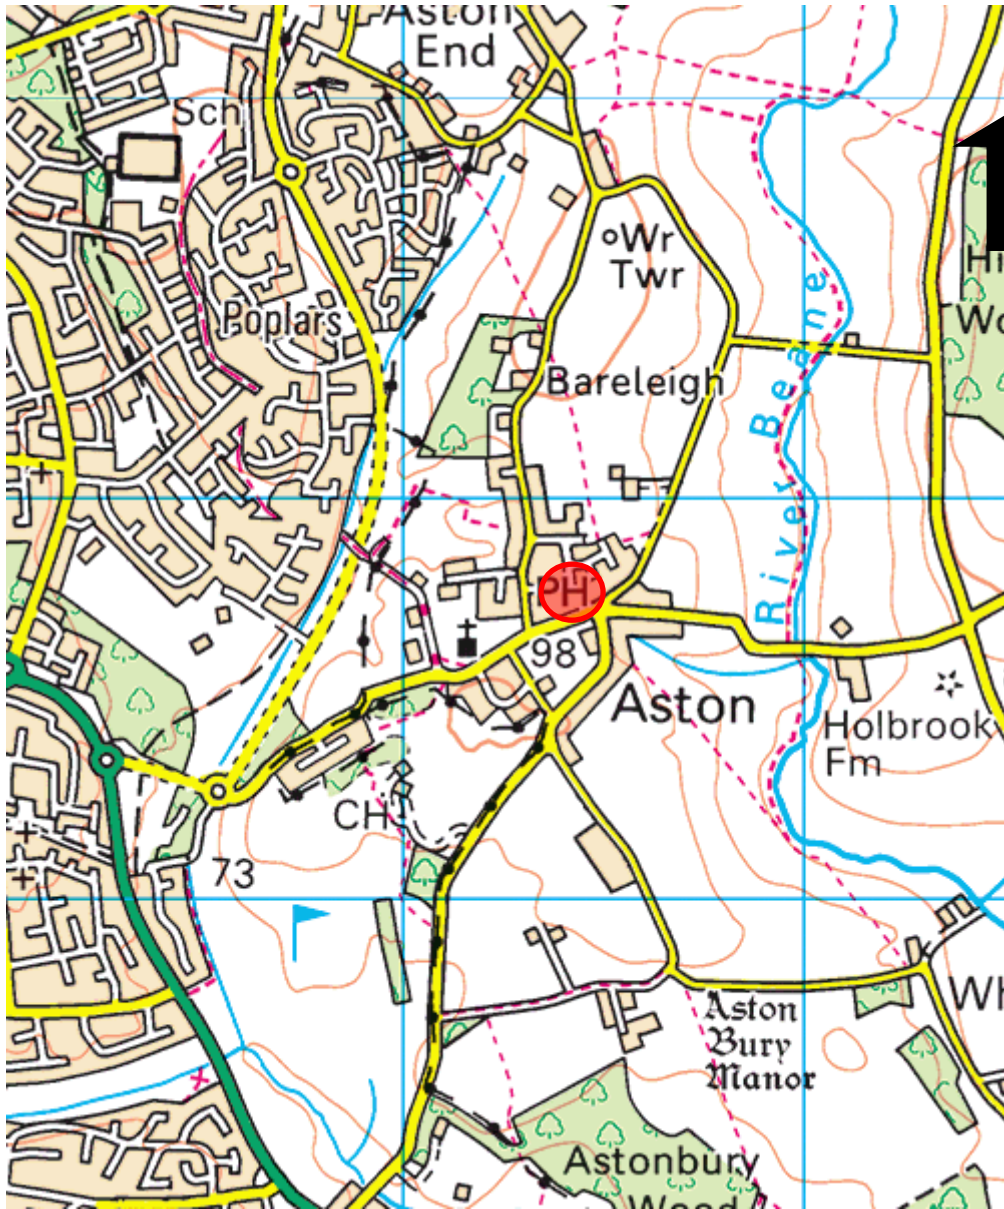 Aston
End
Sch
Wr
Twr
Poplars
Bareleigh
River Beane
PH
98
Aston
Holbrook
Fm
CH
73
Aston
Bury
Manor
Astonbury
Wood